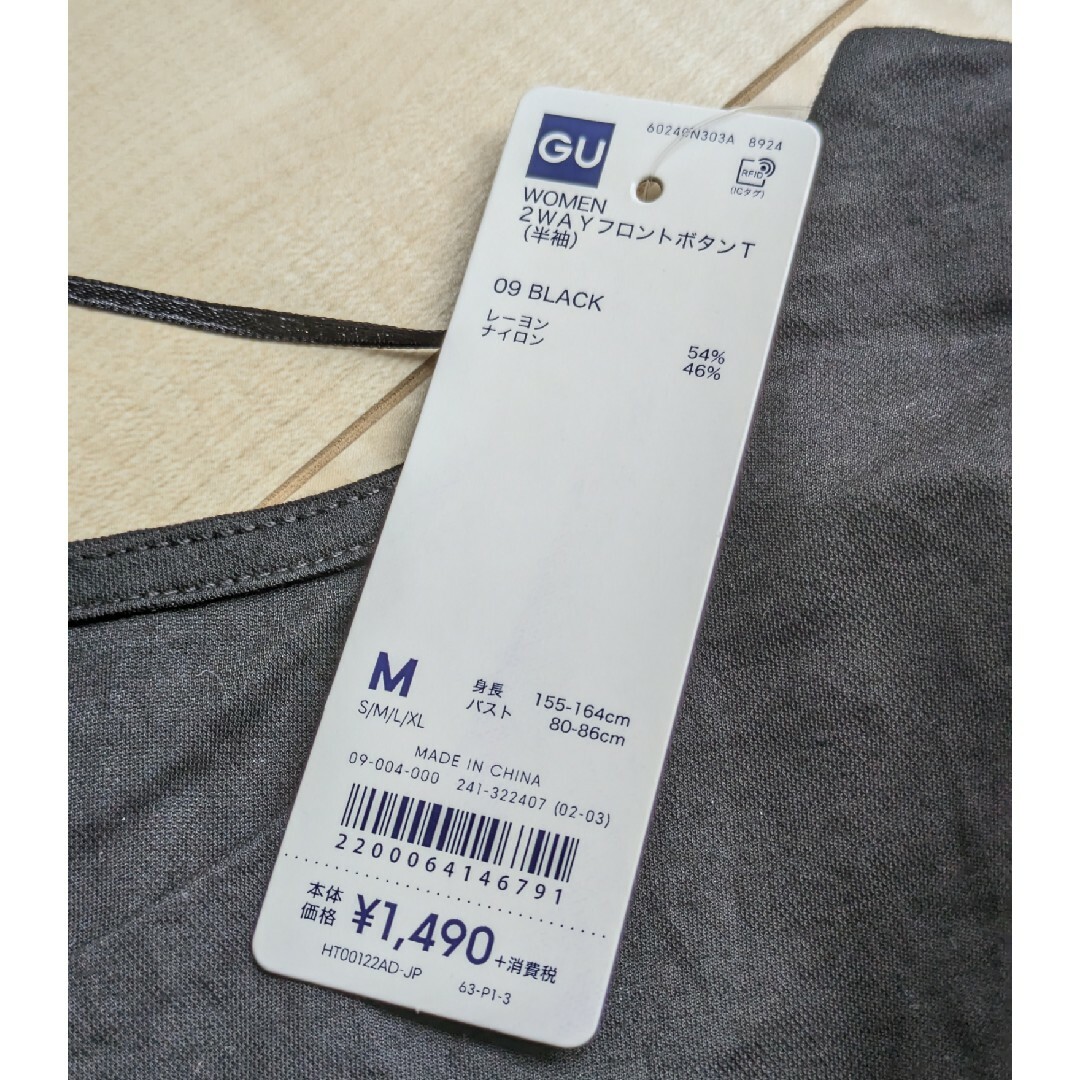 GU
60249N303A 8924
RFID
(ICタグ)
WOMEN
2WAYフロントボタンT
(半袖)
09 BLACK
レーヨン 54%
ナイロン 46%
M
S/M/L/XL
身長 155-164cm
バスト 80-86cm
MADE IN CHINA
09-004-000 241-322407 (02-03)
2200064146791
本体価格 ¥1,490+消費税
HT00122AD-JP 63-P1-3